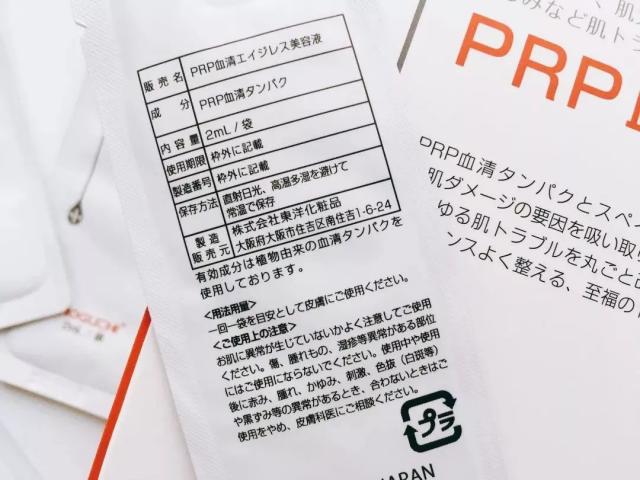 販売名 PRP血清エイジレス美容液
成分 PRP血清タンパク
内容量 2mL/袋
使用期限 枠外に記載
製造番号 枠外に記載
保存方法 直射日光、高温多湿を避けて
常温で保存
製造 株式会社東洋化粧品
販売元 大阪府大阪市住吉区南住吉1-6-24
有効成分は植物由来の血清タンパクを
使用しております。
<用法用量>
一回一袋を目安として皮膚にご使用ください。
<ご使用上の注意>
お肌に異常が生じていないかよく注意してご使用
ください。傷、腫れもの、湿疹等異常がある部位
にはご使用にならないでください。使用中や使用
後に赤み、腫れ、かゆみ、刺激、色抜(白斑等)
や黒ずみ等の異常があるとき、合わないときはご
使用をやめ、皮膚科医にご相談ください。
プラ
JAPAN
、肌
みなど肌ト
PRP
PRP血清タンパクとスペ
肌ダメージの要因を吸い取
ゆる肌トラブルを丸ごと
ンスよく整える、至福の